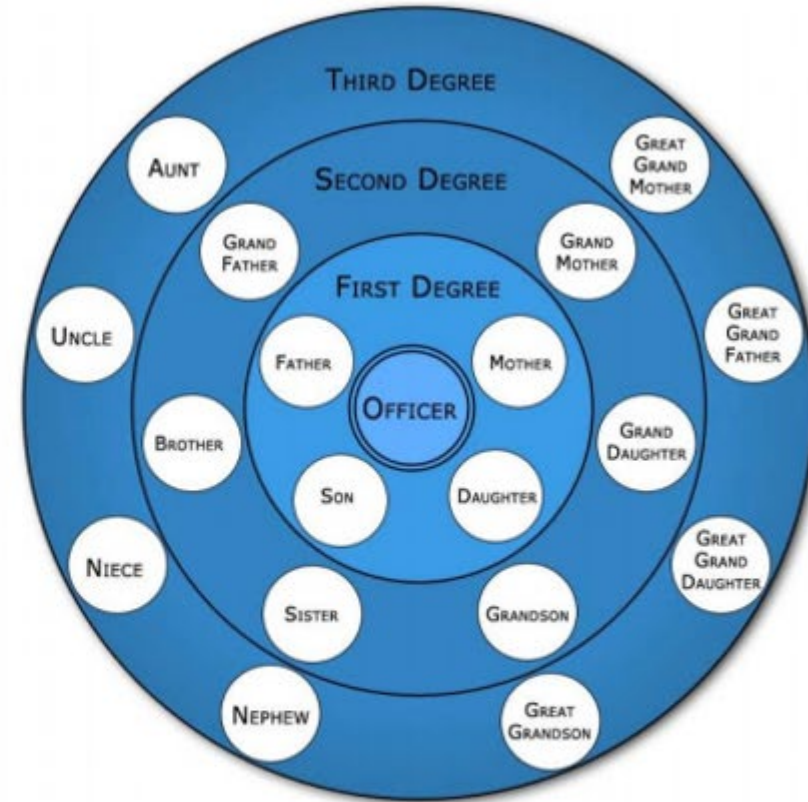 THIRD DEGREE
AUNT
GREAT
GRAND
MOTHER
SECOND DEGREE
GRAND
FATHER
GRAND
MOTHER
FIRST DEGREE
UNCLE
GREAT
GRAND
FATHER
FATHER
MOTHER
OFFICER
BROTHER
GRAND
DAUGHTER
SON
DAUGHTER
NIECE
GREAT
GRAND
DAUGHTER
SISTER
GRANDSON
NEPHEW
GREAT
GRANDSON